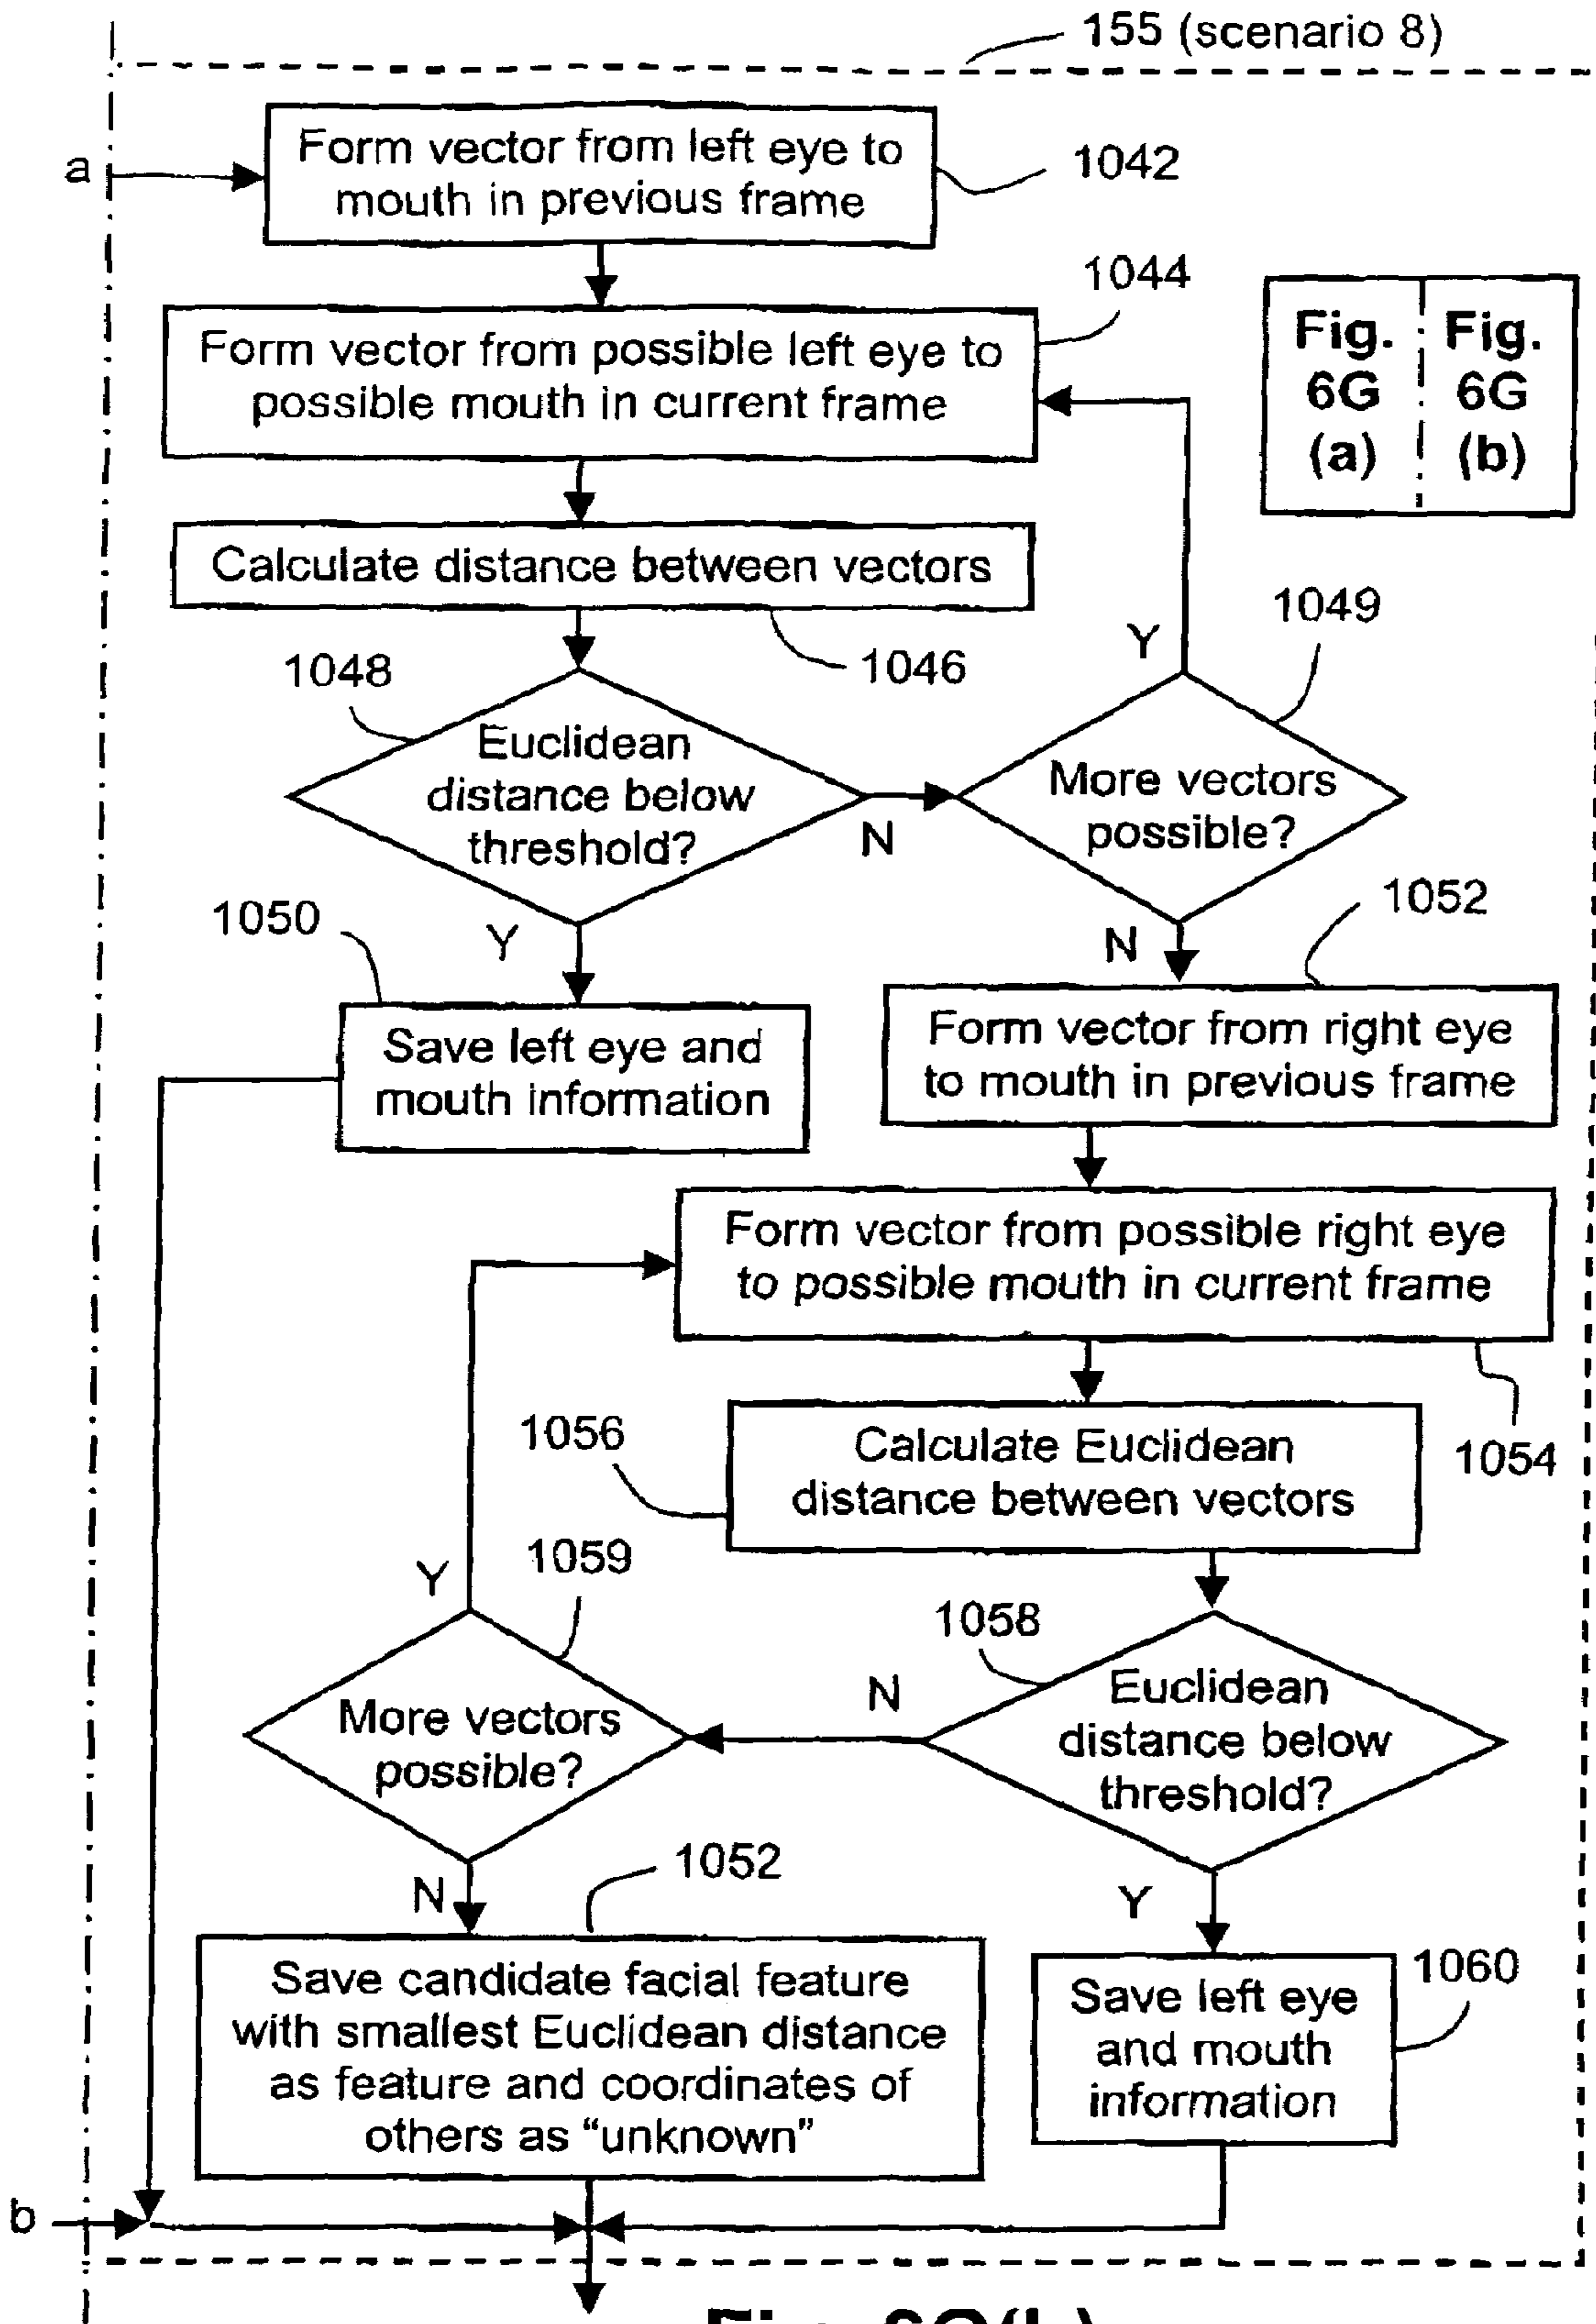 155 (scenario 8)
a
Form vector from left eye to
mouth in previous frame
1042
1044
Form vector from possible left eye to
possible mouth in current frame
Fig.
6G
(a)
Fig.
6G
(b)
Calculate distance between vectors
1046
1048
Euclidean
distance below
threshold?
N
Y
1049
Y
More vectors
possible?
N
1050
Save left eye and
mouth information
1052
Form vector from right eye
to mouth in previous frame
Form vector from possible right eye
to possible mouth in current frame
1054
1056
Calculate Euclidean
distance between vectors
1058
Euclidean
distance below
threshold?
N
Y
1059
Y
More vectors
possible?
N
1052
Save candidate facial feature
with smallest Euclidean distance
as feature and coordinates of
others as “unknown”
1060
Save left eye
and mouth
information
b